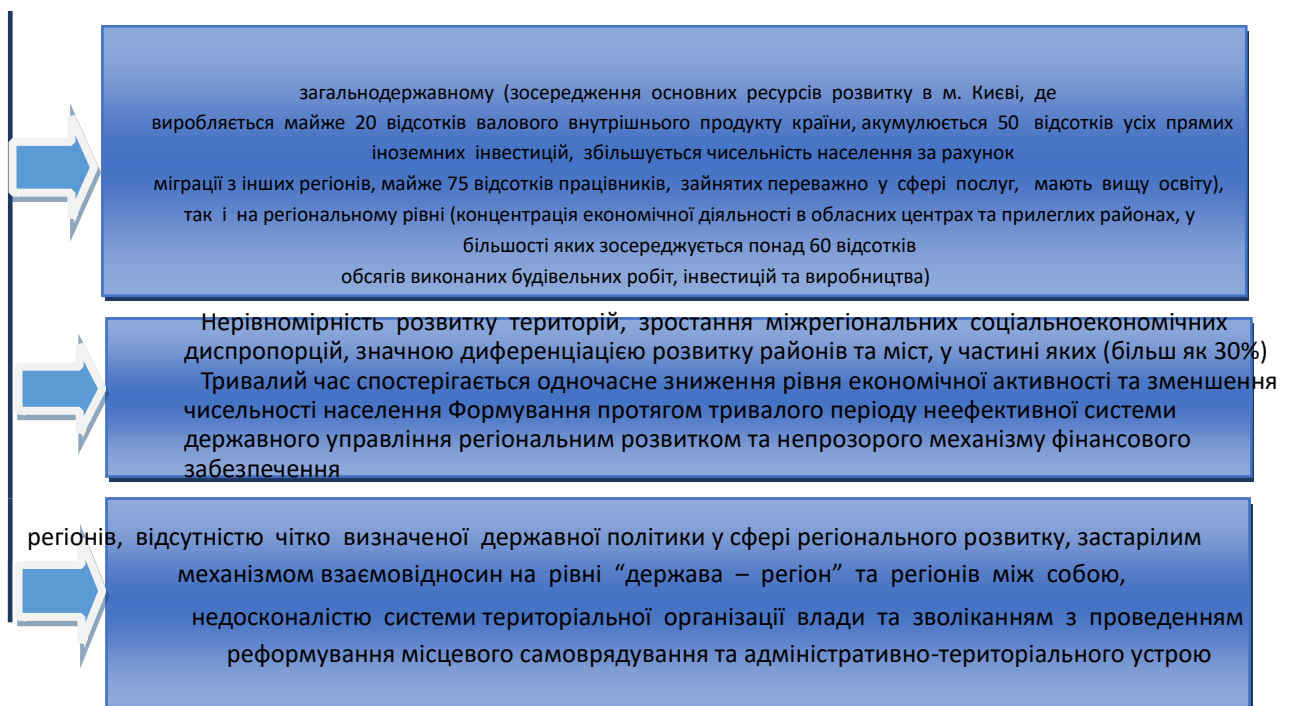 загальнодержавному (зосередження основних ресурсів розвитку в м. Києві, де
виробляється майже 20 відсотків валового внутрішнього продукту країни, акумулюється 50 відсотків усіх прямих
іноземних інвестицій, збільшується чисельність населення за рахунок
міграції з інших регіонів, майже 75 відсотків працівників, зайнятих переважно у сфері послуг, мають вищу освіту),
так і на регіональному рівні (концентрація економічної діяльності в обласних центрах та прилеглих районах, у
більшості яких зосереджується понад 60 відсотків
обсягів виконаних будівельних робіт, інвестицій та виробництва)
Нерівномірність розвитку територій, зростання міжрегіональних соціальноекономічних
диспропорцій, значною диференціацією розвитку районів та міст, у частині яких (більш як 30%)
Тривалий час спостерігається одночасне зниження рівня економічної активності та зменшення
чисельності населення Формування протягом тривалого періоду неефективної системи
державного управління регіональним розвитком та непрозорого механізму фінансового
забезпечення
регіонів, відсутністю чітко визначеної державної політики у сфері регіонального розвитку, застарілим
механізмом взаємовідносин на рівні “держава – регіон” та регіонів між собою,
недосконалістю системи територіальної організації влади та зволіканням з проведенням
реформування місцевого самоврядування та адміністративно-територіального устрою